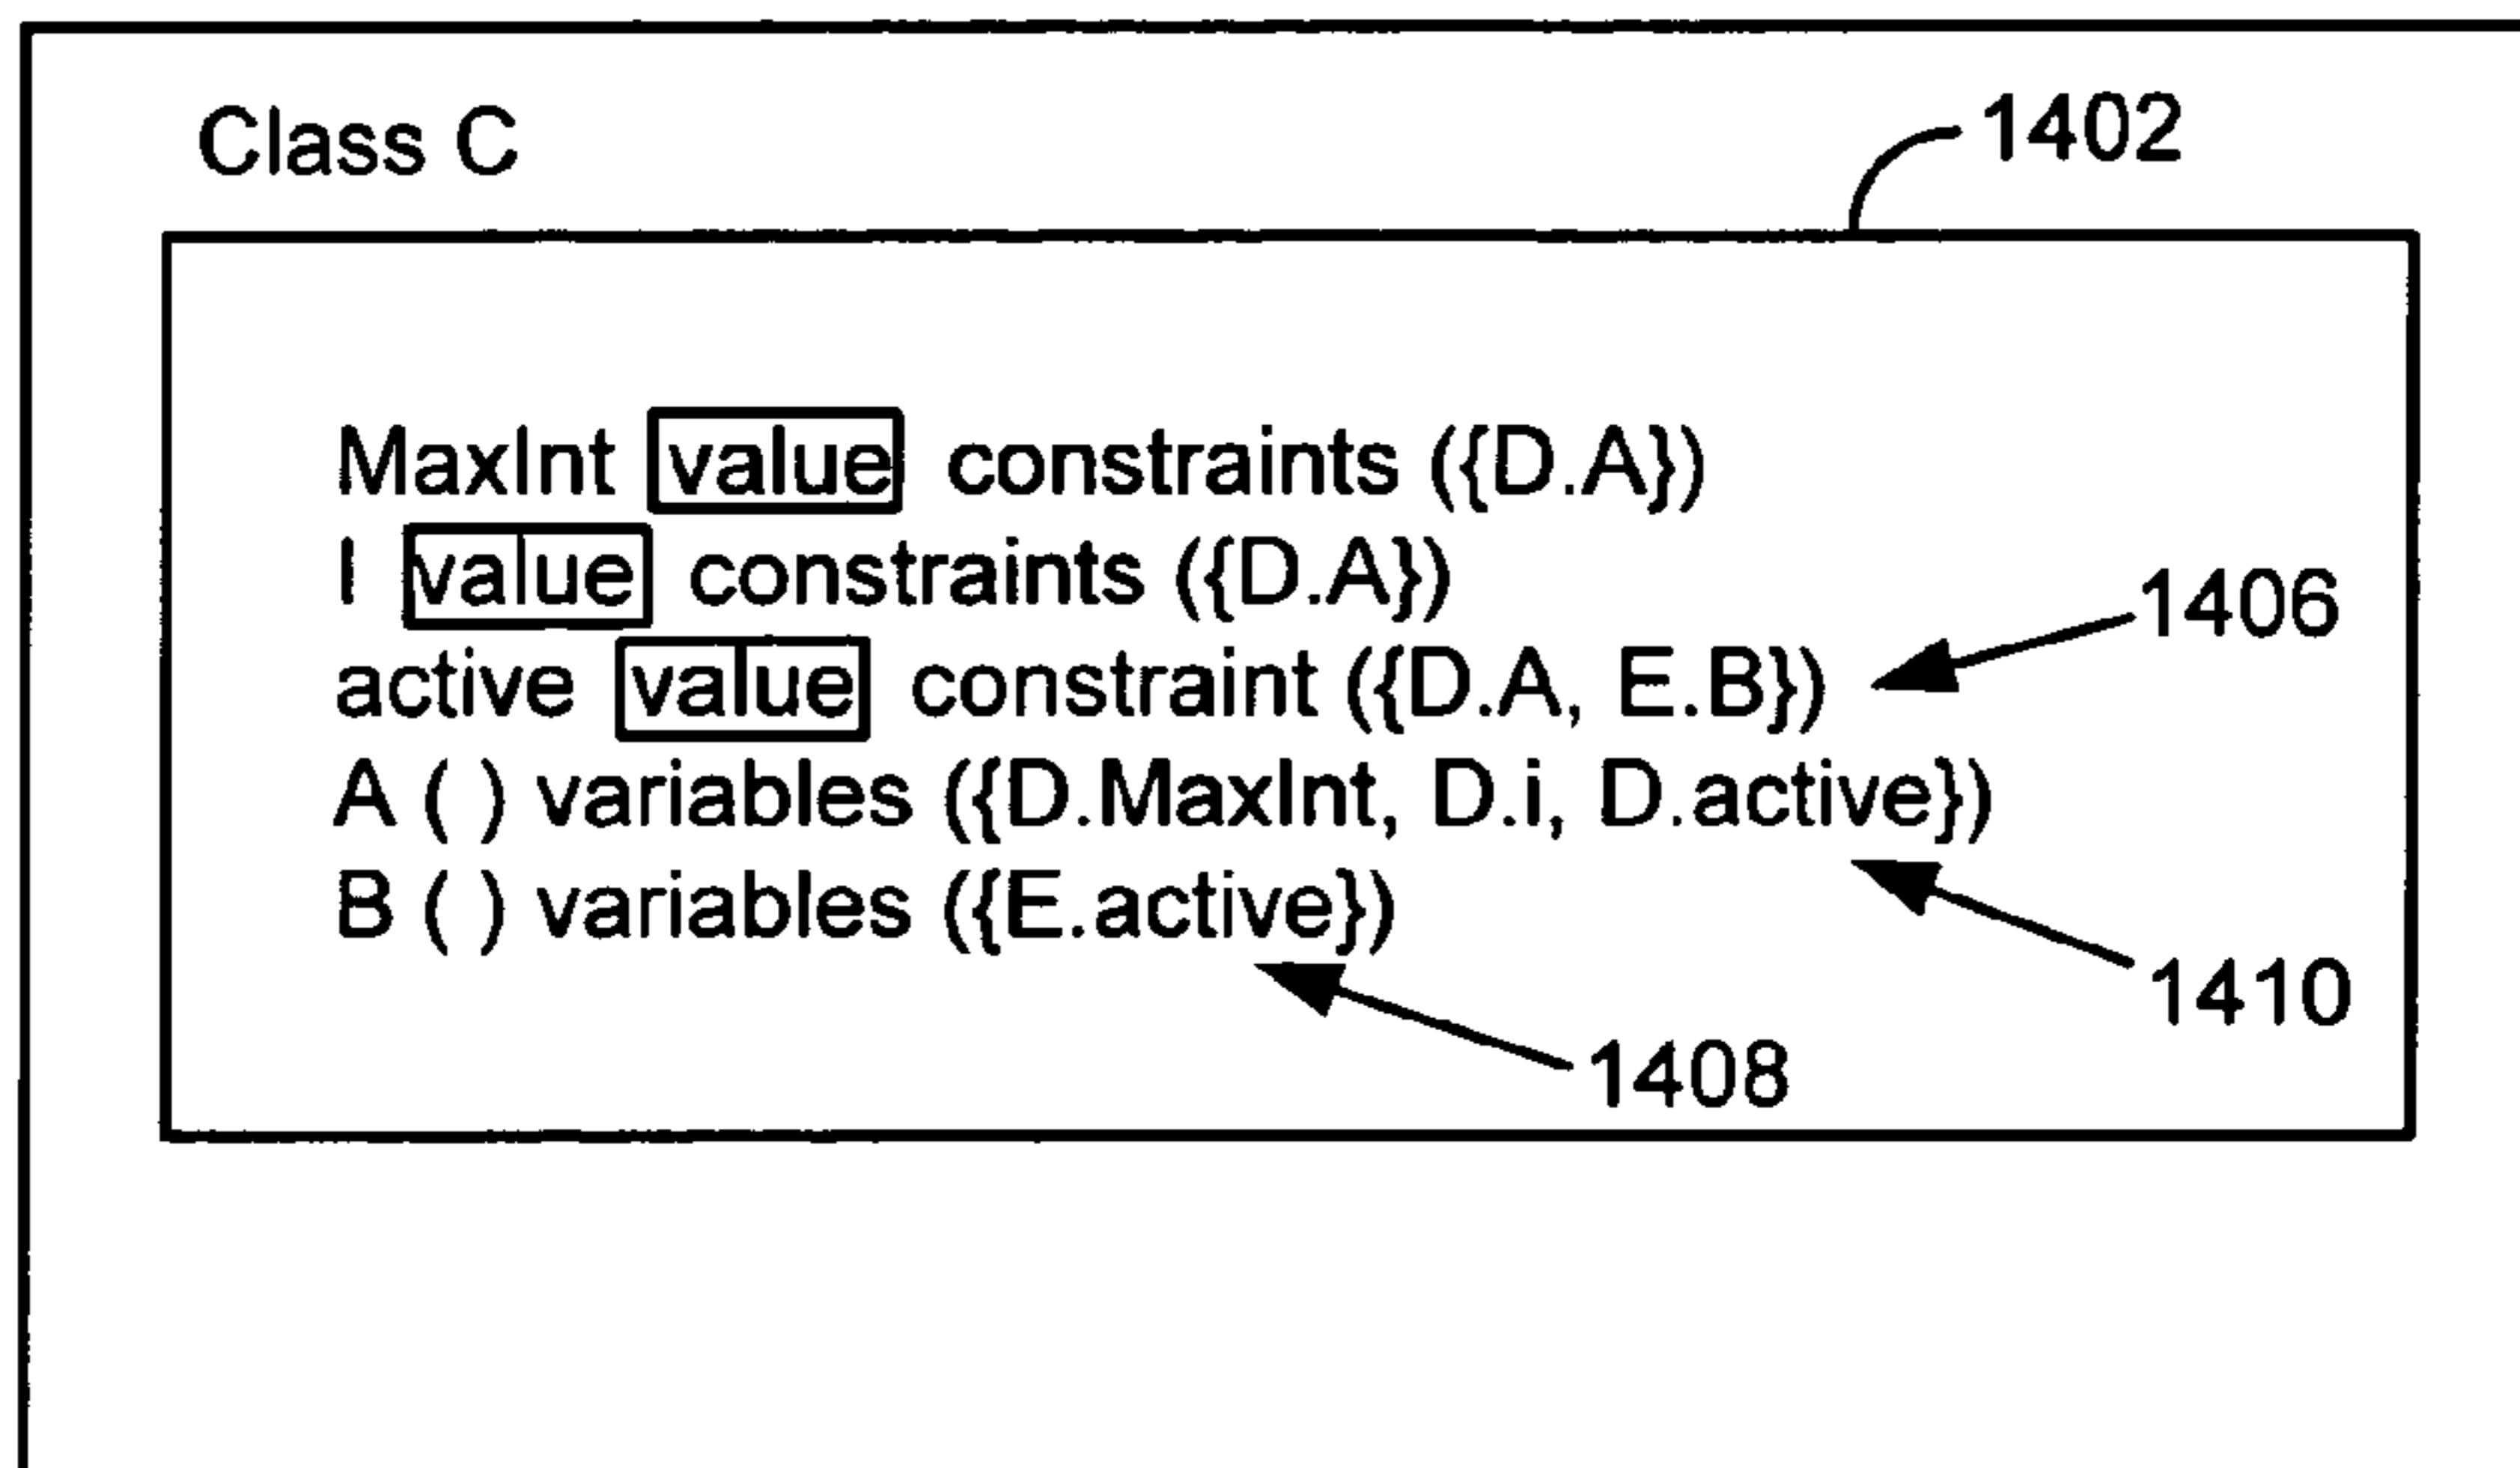 Class C
1402
MaxInt value constraints ({D.A})
I value constraints ({D.A})
1406
active value constraint ({D.A, E.B})
A ( ) variables ({D.MaxInt, D.i, D.active})
B ( ) variables ({E.active})
1410
1408